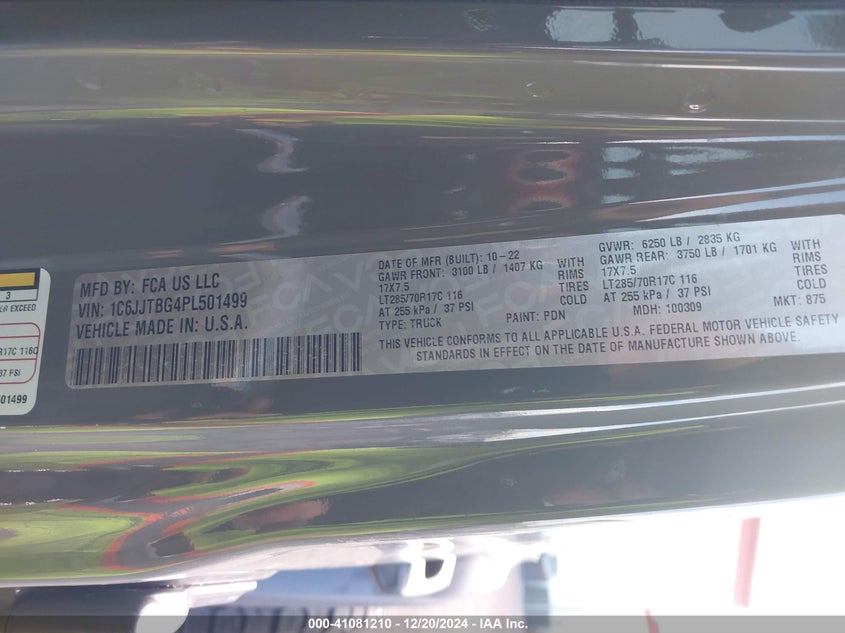 3
ER EXCEED
R17C 116C
37 PSI
01499
MFD BY: FCA US LLC
VIN: 1C6JJTBG4PL501499
VEHICLE MADE IN U.S.A.
DATE OF MFR (BUILT): 10-22
GAWR FRONT: 3100 LB / 1407 KG WITH
17X7.5 RIMS
LT285/70R17C 116 TIRES
AT 255 kPa / 37 PSI COLD
TYPE: TRUCK PAINT: PDN
GVWR: 6250 LB / 2835 KG
GAWR REAR: 3750 LB / 1701 KG WITH
17X7.5 RIMS
LT285/70R17C 116 TIRES
AT 255 kPa / 37 PSI COLD
MDH: 100309 MKT: 875
THIS VEHICLE CONFORMS TO ALL APPLICABLE U.S.A. FEDERAL MOTOR VEHICLE SAFETY
STANDARDS IN EFFECT ON THE DATE OF MANUFACTURE SHOWN ABOVE.
000-41081210 - 12/20/2024 - IAA Inc.